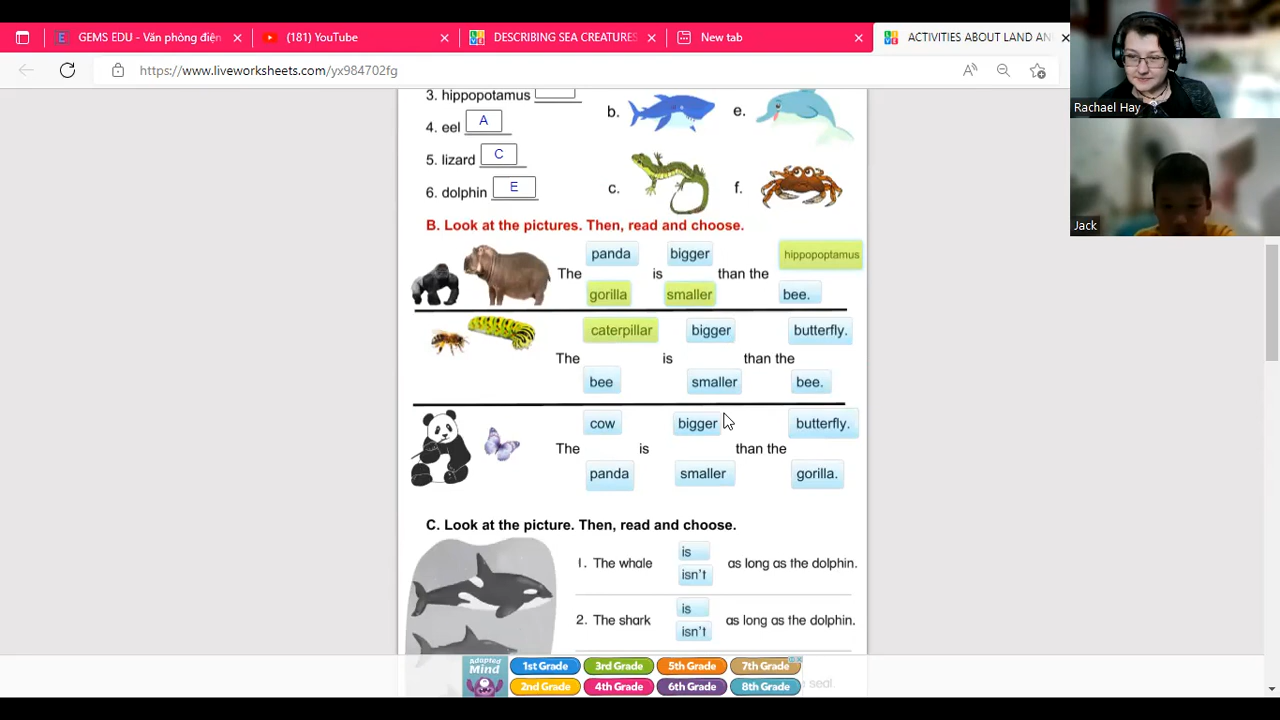 GEMS EDU - Văn phòng điện
(181) YouTube
DESCRIBING SEA CREATURES
New tab
ACTIVITIES ABOUT LAND AN
https://www.liveworksheets.com/yx984702fg
Rachael Hay
Jack
3. hippopotamus
b.
e.
4. eel A
5. lizard C
c.
f.
6. dolphin E
B. Look at the pictures. Then, read and choose.
panda bigger hippopoptamus
The is than the
gorilla smaller bee.
caterpillar bigger butterfly.
The is than the
bee smaller bee.
cow bigger butterfly.
The is than the
panda smaller gorilla.
C. Look at the picture. Then, read and choose.
is
1. The whale as long as the dolphin.
isn't
is
2. The shark as long as the dolphin.
isn't
Adapted Mind
1st Grade 3rd Grade 5th Grade 7th Grade
2nd Grade 4th Grade 6th Grade 8th Grade
seal.